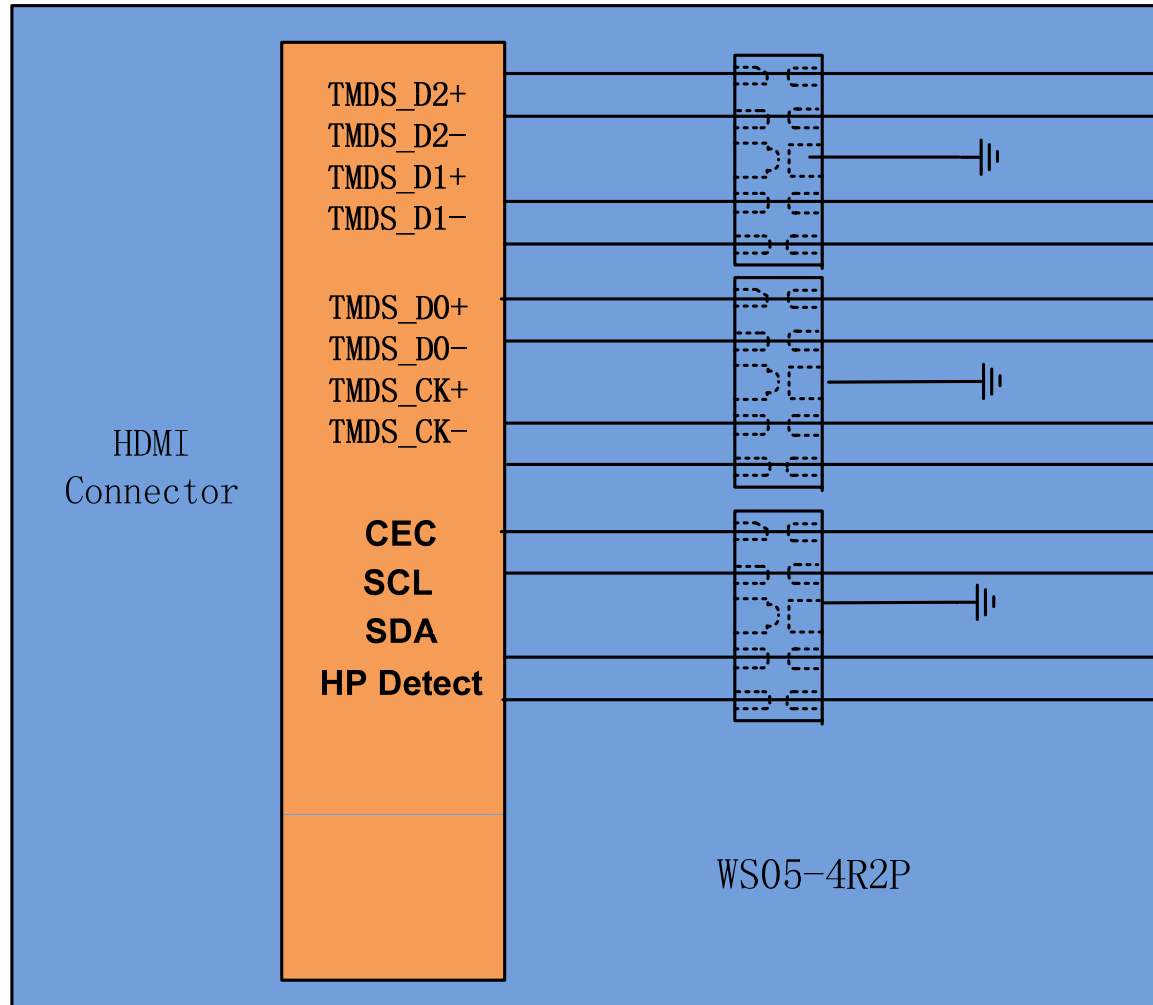 TMDS_D2+
TMDS_D2-
TMDS_D1+
TMDS_D1-
TMDS_D0+
TMDS_D0-
TMDS_CK+
TMDS_CK-
HDMI
Connector
CEC
SCL
SDA
HP Detect
WS05-4R2P